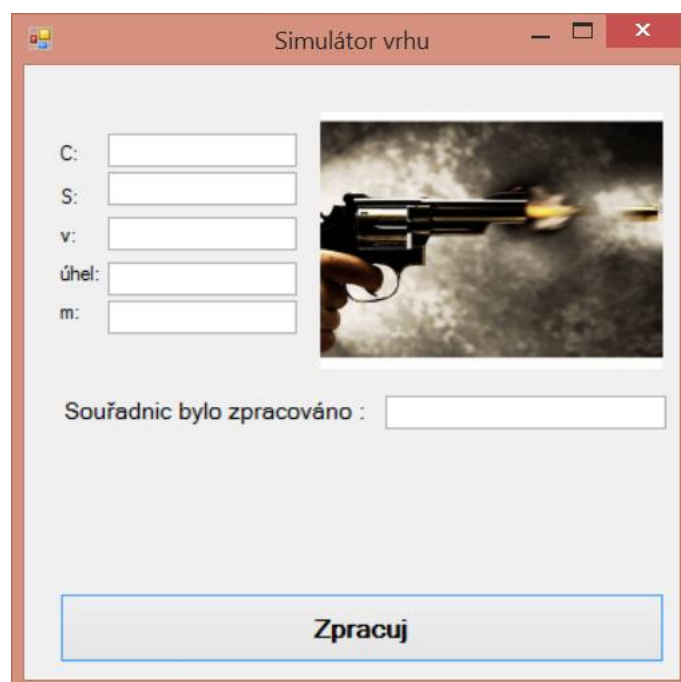 Simulátor vrhu
C:
S:
v:
úhel:
m:
Souřadnic bylo zpracováno :
Zpracuj